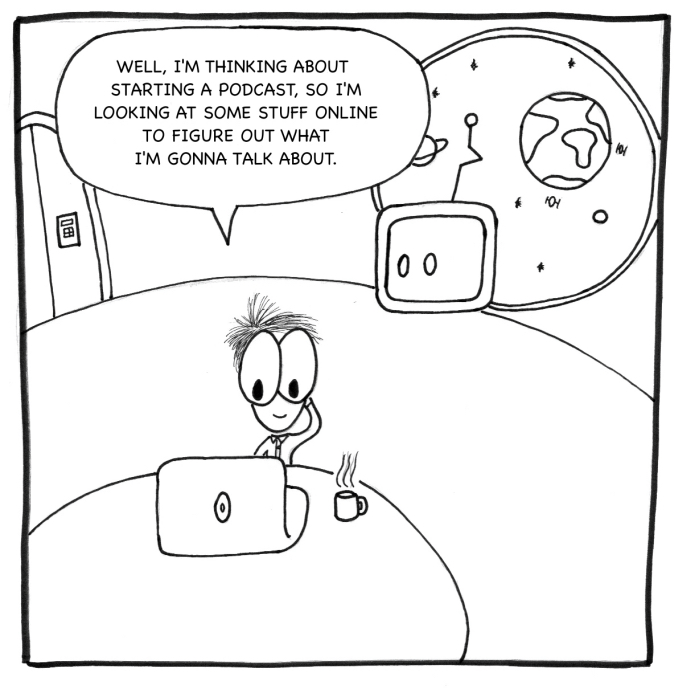 WELL, I'M THINKING ABOUT
STARTING A PODCAST, SO I'M
LOOKING AT SOME STUFF ONLINE
TO FIGURE OUT WHAT
I'M GONNA TALK ABOUT.